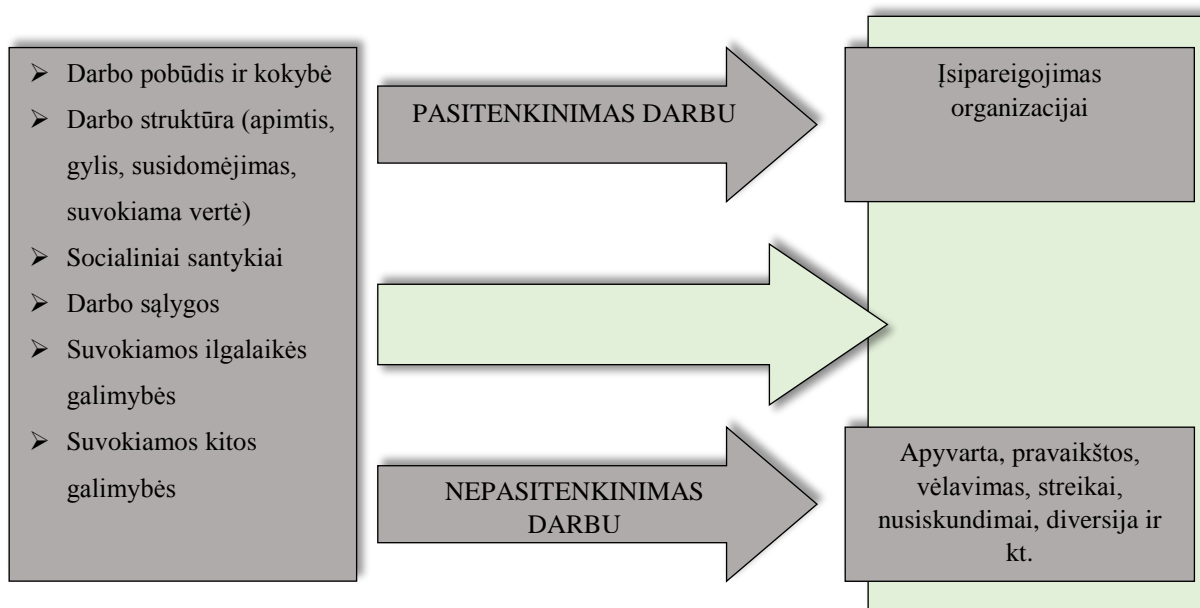 ➢ Darbo pobūdis ir kokybė
➢ Darbo struktūra (apimtis,
gylis, susidomėjimas,
suvokiama vertė)
➢ Socialiniai santykiai
➢ Darbo sąlygos
➢ Suvokiamos ilgalaikės
galimybės
➢ Suvokiamos kitos
galimybės
PASITENKINIMAS DARBU
Įsipareigojimas
organizacijai
NEPASITENKINIMAS
DARBU
Apyvarta, pravaikštos,
vėlavimas, streikai,
nusiskundimai, diversija ir
kt.